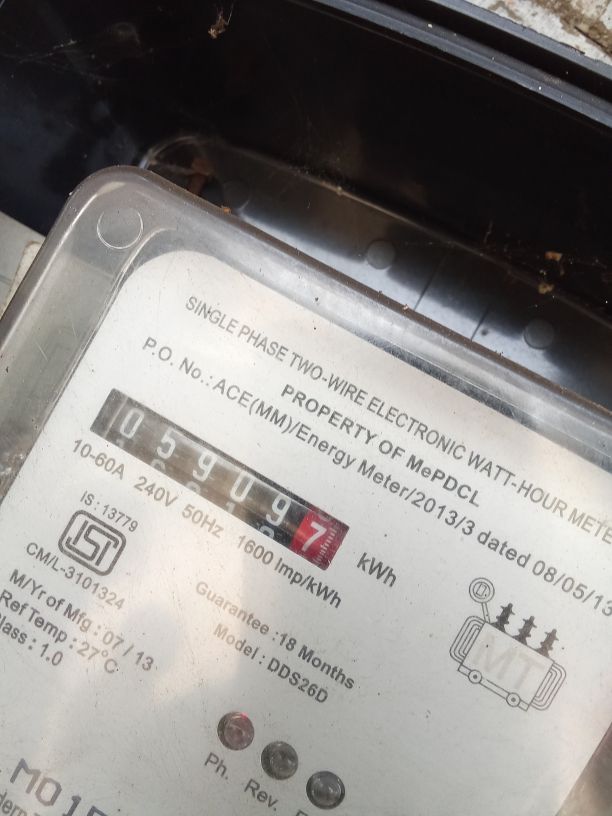 SINGLE PHASE TWO-WIRE ELECTRONIC WATT-HOUR METE
PROPERTY OF MePDCL
P.O. No.: ACE(MM)/Energy Meter/2013/3 dated 08/05/13
059097 kWh
10-60A 240V 50Hz 1600 Imp/kWh
IS : 13779
ISI
CM/L-3101324
M/Yr of Mfg : 07 / 13
Ref Temp : 27°C
lass : 1.0
Guarantee :18 Months
Model : DDS26D
MT
Ph. Rev.